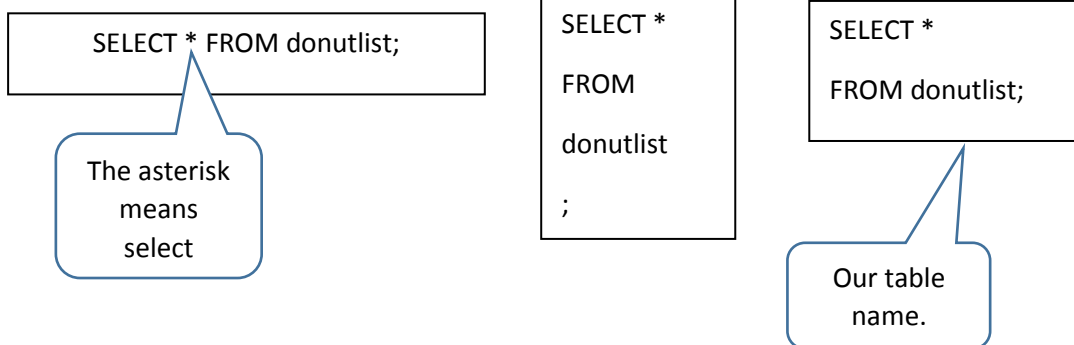 SELECT * FROM donutlist;
The asterisk
means
select
SELECT *
FROM
donutlist
;
SELECT *
FROM donutlist;
Our table
name.